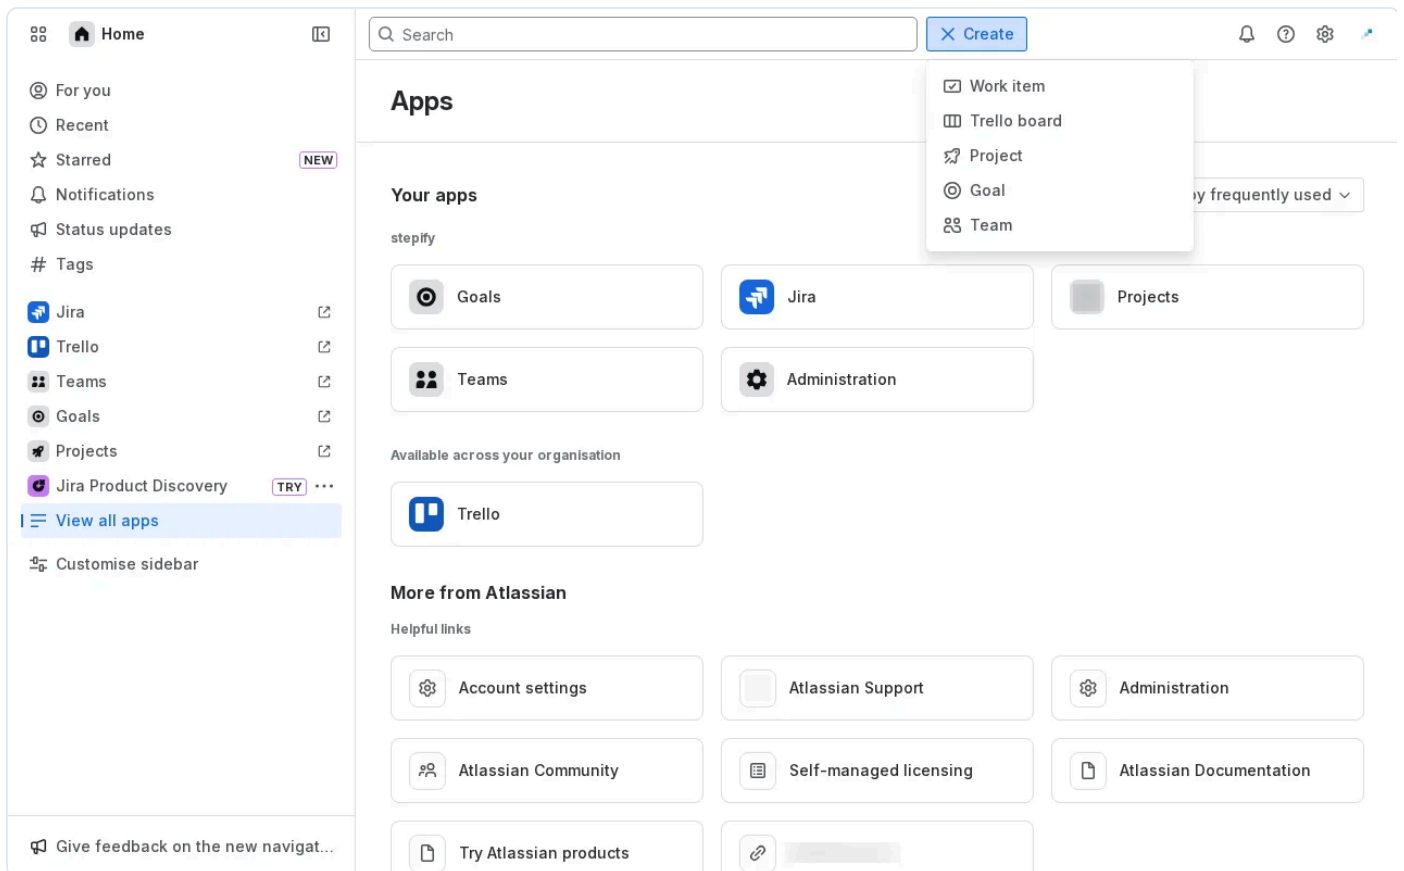 Home
Search
Create
For you
Recent
Starred
NEW
Notifications
Status updates
Tags
Jira
Trello
Teams
Goals
Projects
Jira Product Discovery
TRY
View all apps
Customise sidebar
Give feedback on the new navigat...
Work item
Trello board
Project
Goal
Team
Apps
Your apps
by frequently used
stepify
Goals
Jira
Projects
Teams
Administration
Available across your organisation
Trello
More from Atlassian
Helpful links
Account settings
Atlassian Support
Administration
Atlassian Community
Self-managed licensing
Atlassian Documentation
Try Atlassian products